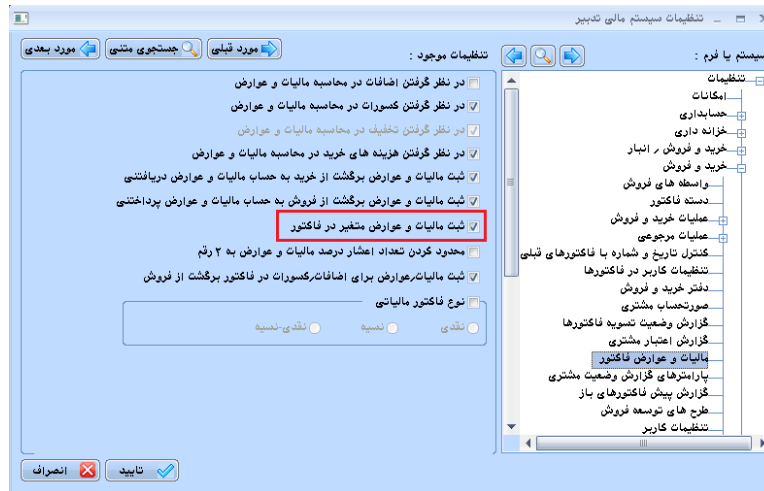 تنظیمات سیستم مالی تدبیر
سیستم یا فرم :
تنظیمات
امکانات
حسابداری
خزانه داری
خرید و فروش / انبار
خرید و فروش
واسطه های فروش
دسته فاکتور
عملیات خرید و فروش
عملیات مرجوعی
کنترل تاریخ و شماره با فاکتورهای قبلی
تنظیمات کاربر در فاکتورها
دفتر خرید و فروش
صورتحساب مشتری
گزارش وضعیت تسویه فاکتورها
گزارش اعتبار مشتری
مالیات و عوارض فاکتور
پارامترهای گزارش وضعیت مشتری
گزارش پیش فاکتورهای باز
طرح های توسعه فروش
تنظیمات کاربر
تنظیمات موجود :
مورد قبلی
جستجوی متنی
مورد بعدی
در نظر گرفتن اضافات در محاسبه مالیات و عوارض
در نظر گرفتن کسورات در محاسبه مالیات و عوارض
در نظر گرفتن تخفیف در محاسبه مالیات و عوارض
در نظر گرفتن هزینه های خرید در محاسبه مالیات و عوارض
ثبت مالیات و عوارض برگشت از خرید به حساب مالیات و عوارض دریافتنی
ثبت مالیات و عوارض برگشت از فروش به حساب مالیات و عوارض پرداختنی
ثبت مالیات و عوارض متغیر در فاکتور
محدود کردن تعداد اعشار درصد مالیات و عوارض به ۲ رقم
ثبت مالیات/عوارض برای اضافات/کسورات در فاکتور برگشت از فروش
نوع فاکتور مالیاتی
نقدی
نسیه
نقدی-نسیه
تایید
انصراف